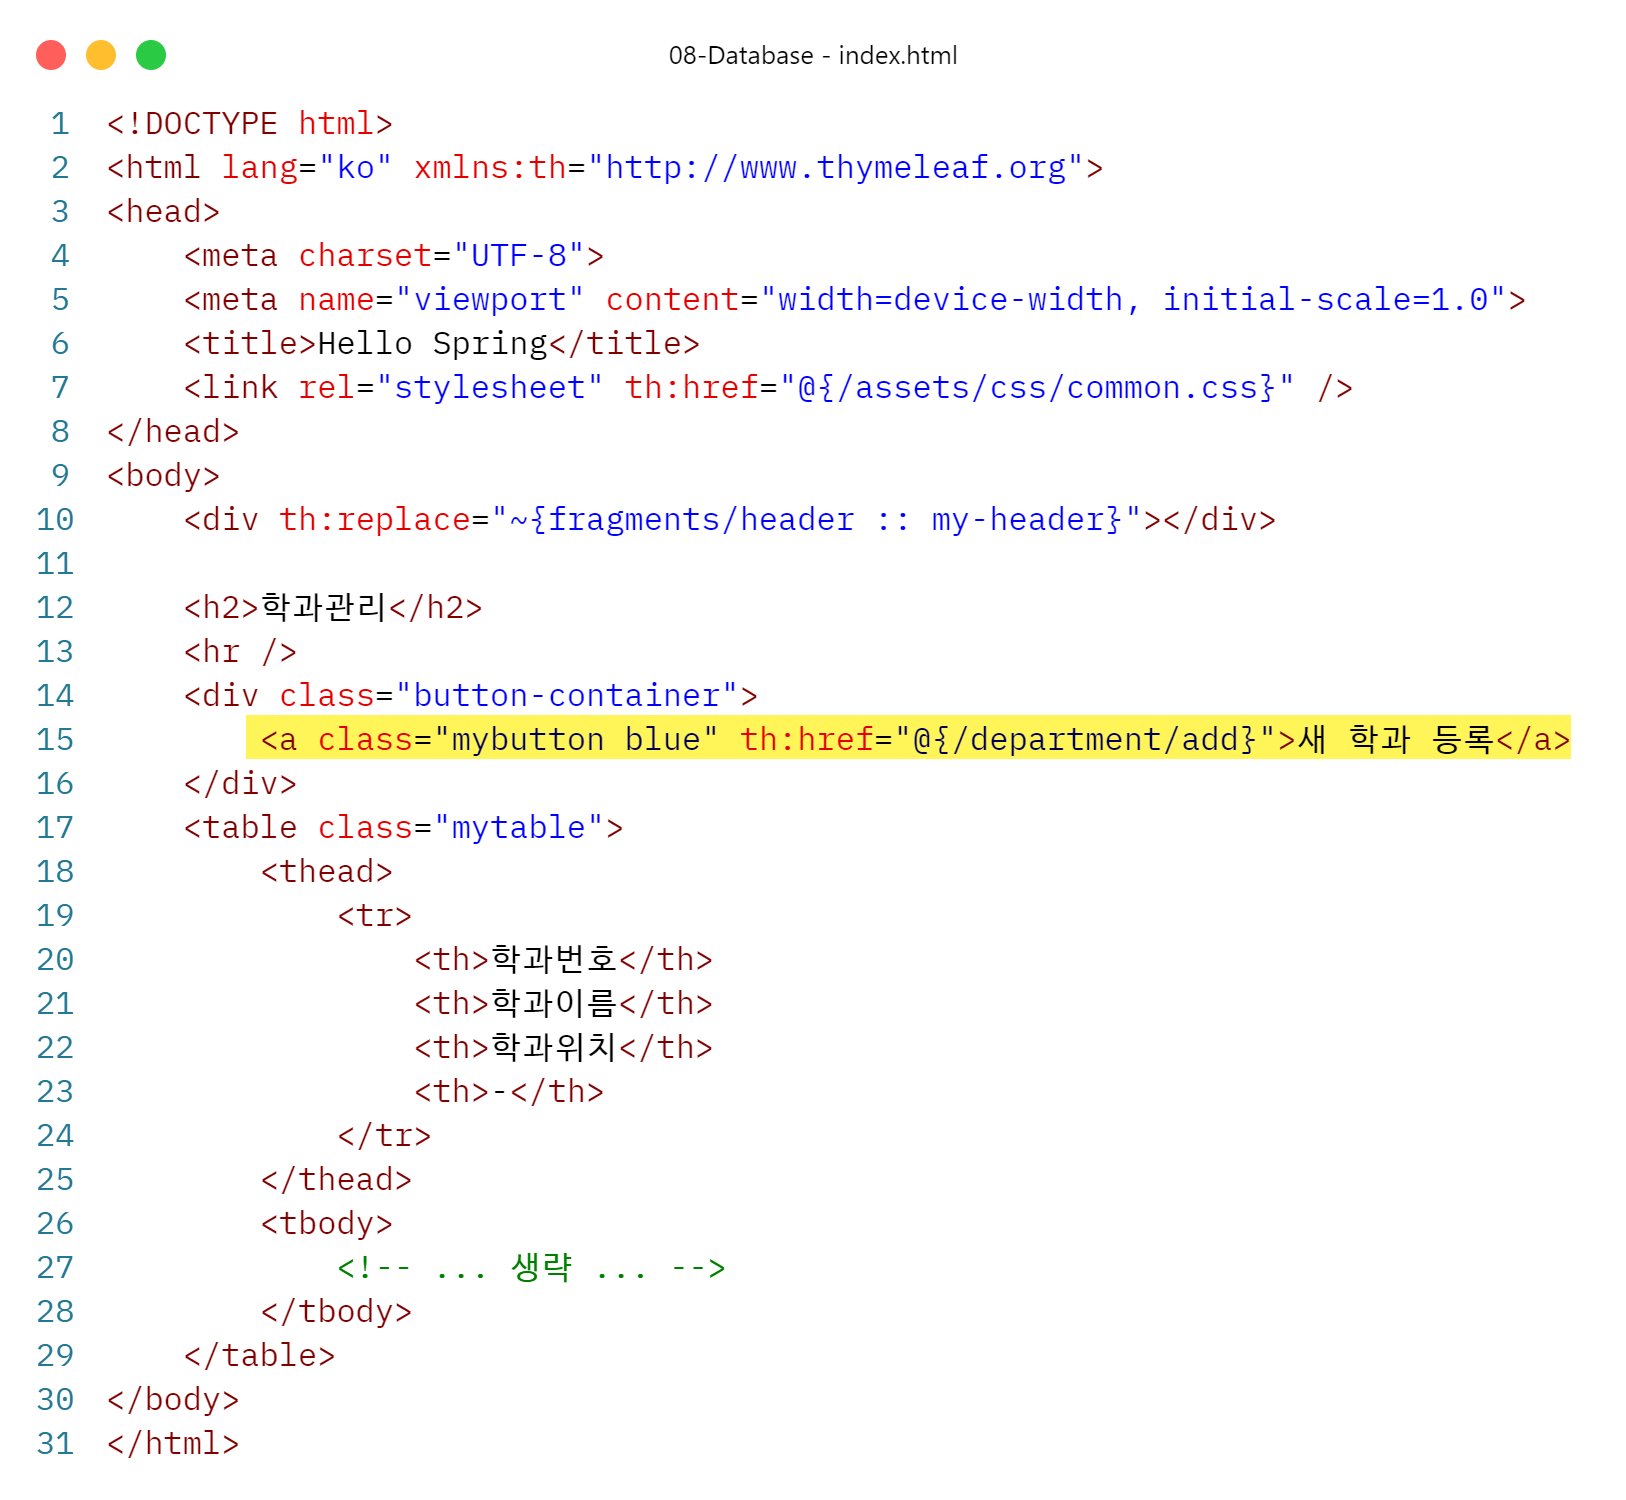 08-Database - index.html
1 <!DOCTYPE html>
2 <html lang="ko" xmlns:th="http://www.thymeleaf.org">
3 <head>
4     <meta charset="UTF-8">
5     <meta name="viewport" content="width=device-width, initial-scale=1.0">
6     <title>Hello Spring</title>
7     <link rel="stylesheet" th:href="@{/assets/css/common.css}" />
8 </head>
9 <body>
10     <div th:replace="~{fragments/header :: my-header}"></div>
11
12     <h2>학과관리</h2>
13     <hr />
14     <div class="button-container">
15         <a class="mybutton blue" th:href="@{/department/add}">새 학과 등록</a>
16     </div>
17     <table class="mytable">
18         <thead>
19             <tr>
20                 <th>학과번호</th>
21                 <th>학과이름</th>
22                 <th>학과위치</th>
23                 <th>-</th>
24             </tr>
25         </thead>
26         <tbody>
27             <!-- ... 생략 ... -->
28         </tbody>
29     </table>
30 </body>
31 </html>